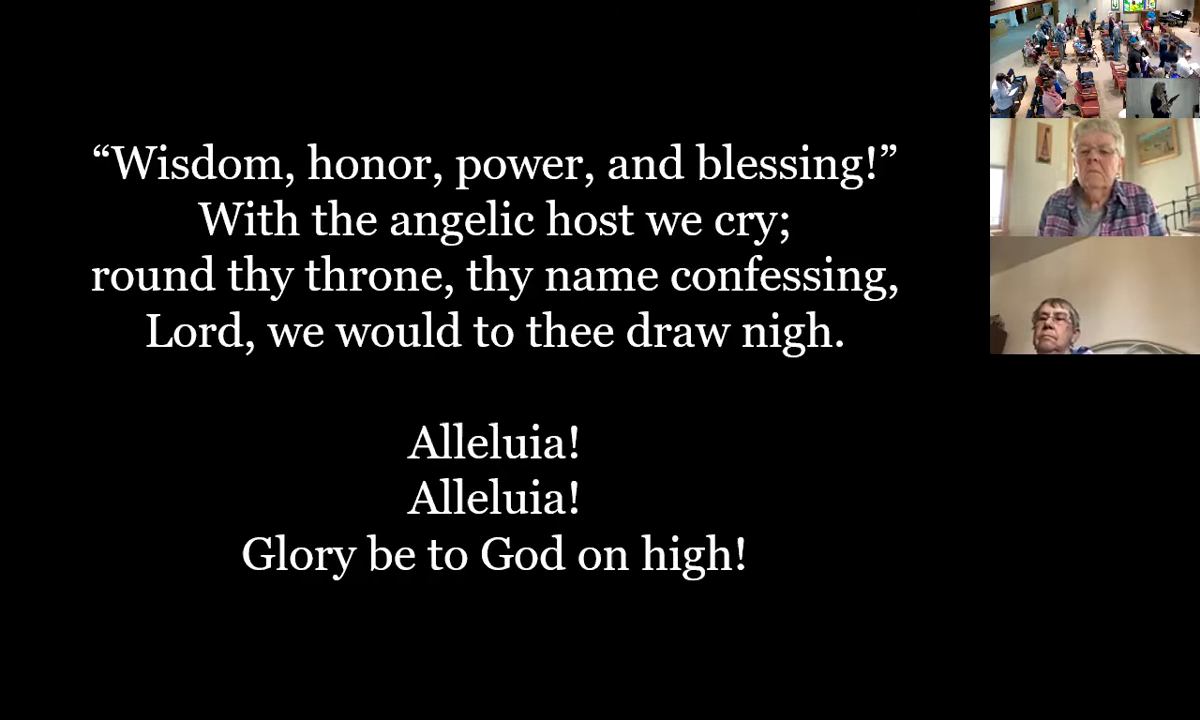 “Wisdom, honor, power, and blessing!”
With the angelic host we cry;
round thy throne, thy name confessing,
Lord, we would to thee draw nigh.
Alleluia!
Alleluia!
Glory be to God on high!